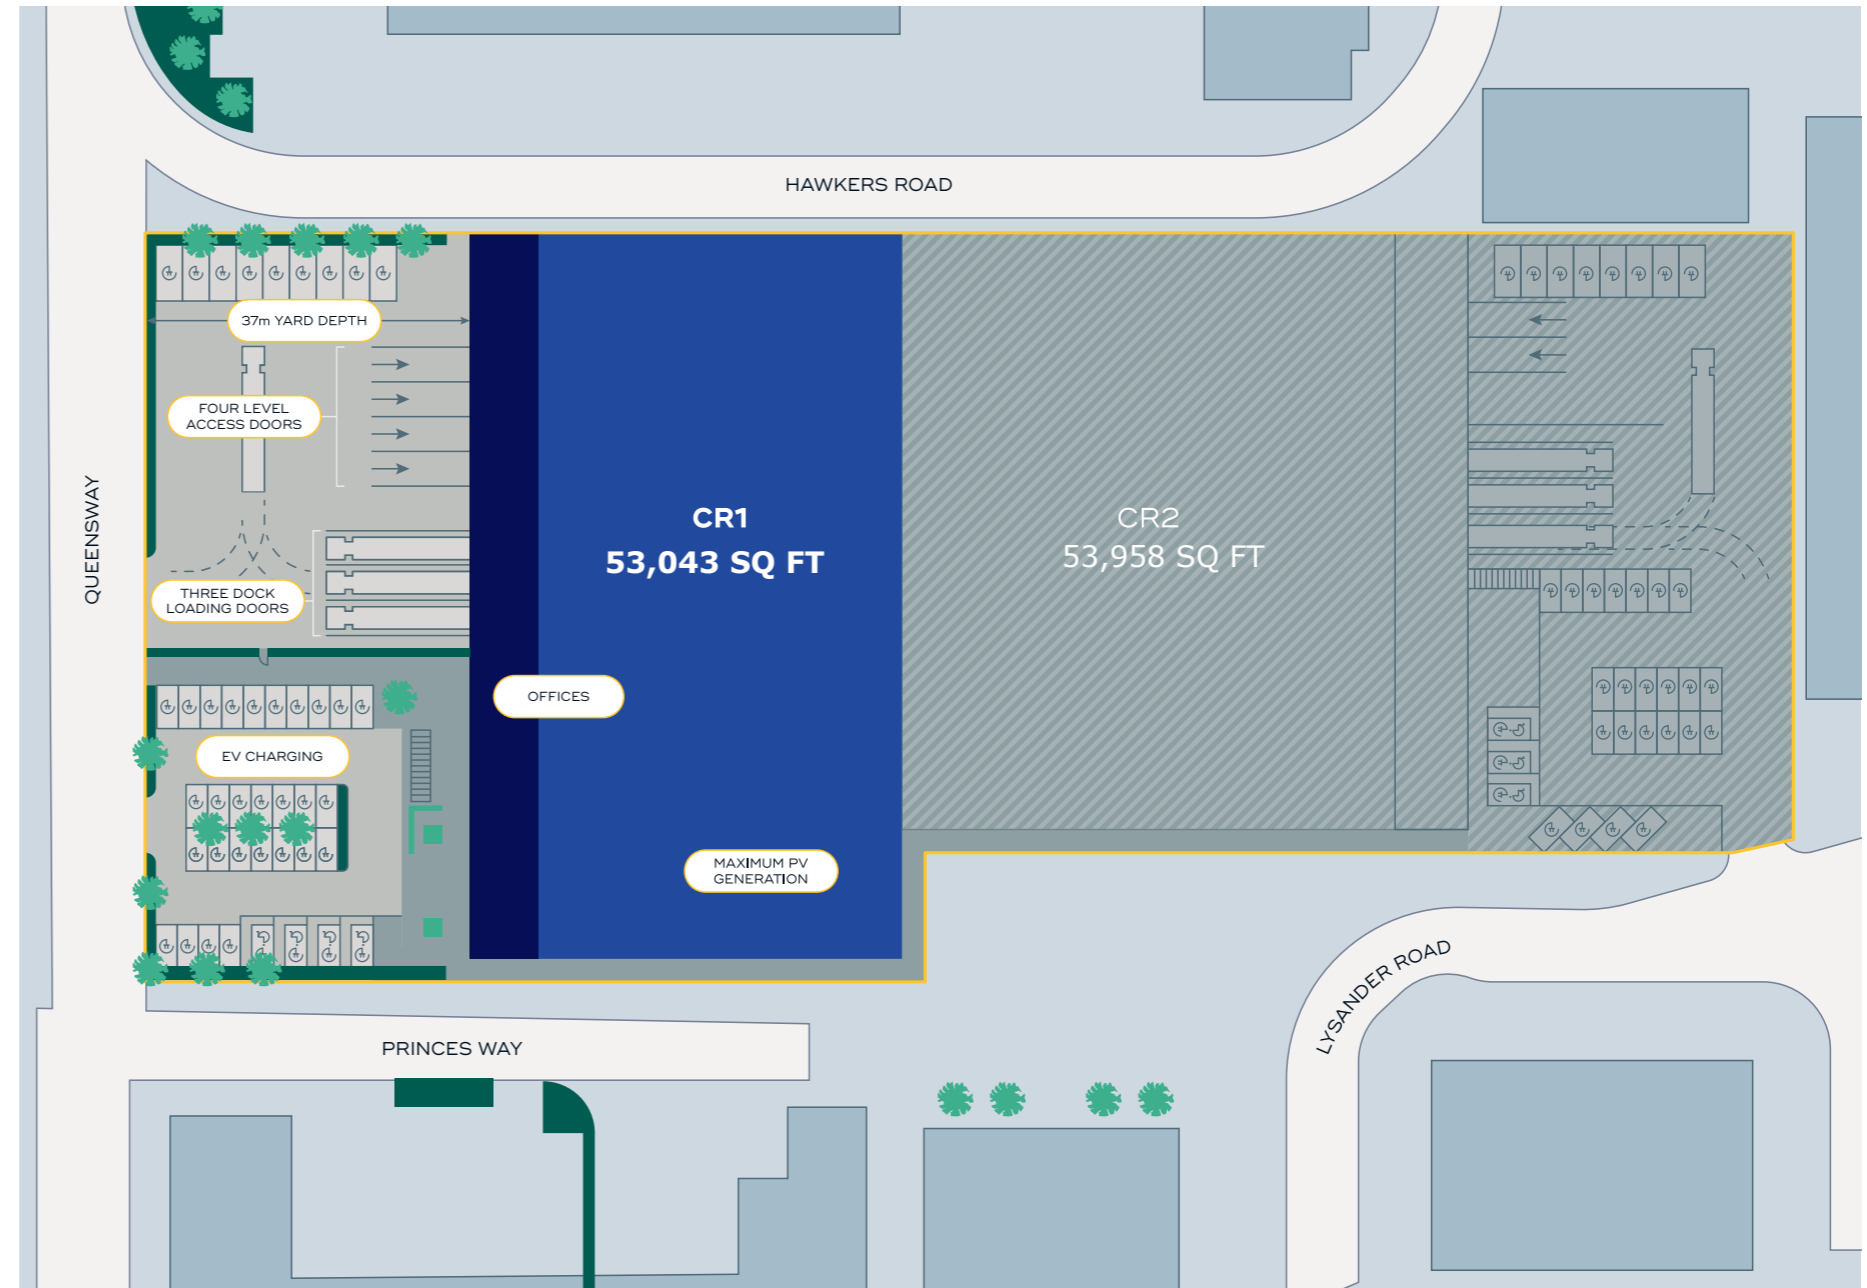 HAWKERS ROAD
37m YARD DEPTH
FOUR LEVEL
ACCESS DOORS
QUEENSWAY
THREE DOCK
LOADING DOORS
CR1
53,043 SQ FT
CR2
53,958 SQ FT
OFFICES
EV CHARGING
MAXIMUM PV
GENERATION
LYSANDER ROAD
PRINCES WAY